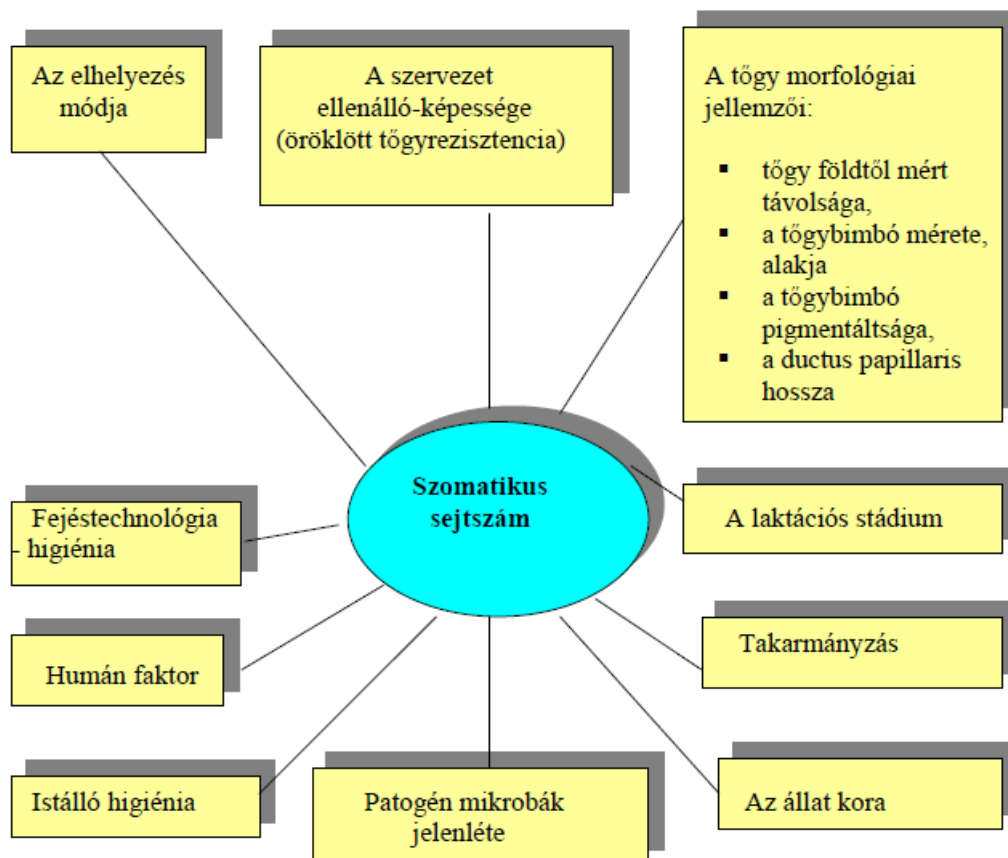 Az elhelyezés
módja
A szervezet
ellenálló-képessége
(öröklött tőgyrezisztencia)
A tőgy morfológiai
jellemzői:
▪ tőgy földtől mért
távolsága,
▪ a tőgybimbó mérete,
alakja
▪ a tőgybimbó
pigmentáltsága,
▪ a ductus papillaris
hossza
Szomatikus
sejtszám
Fejéstechnológia
- higiénia
A laktációs stádium
Humán faktor
Takarmányzás
Istálló higiénia
Patogén mikrobák
jelenléte
Az állat kora